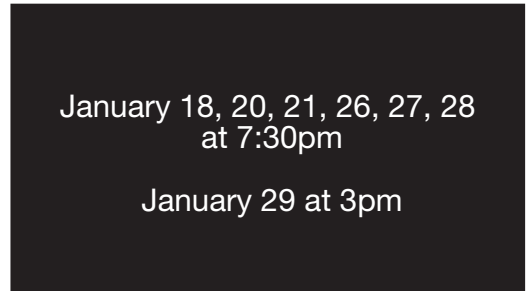 January 18, 20, 21, 26, 27, 28
at 7:30pm
January 29 at 3pm